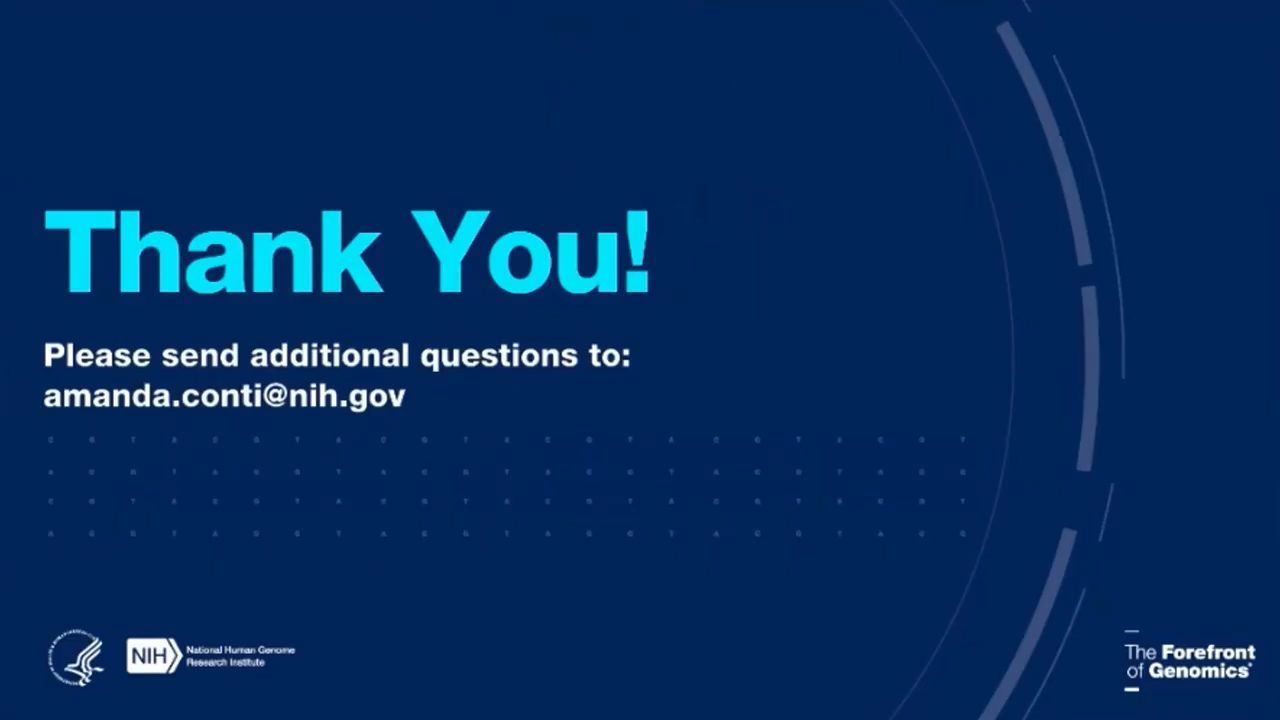 Thank You!
Please send additional questions to:
amanda.conti@nih.gov
NIH
National Human Genome
Research Institute
The Forefront
of Genomics®